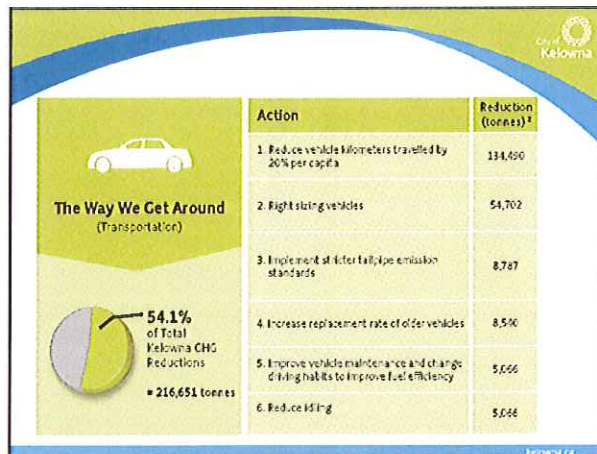 City of
Kelowna
The Way We Get Around
(Transportation)
54.1%
of Total
Kelowna GHG
Reductions
= 216,651 tonnes
Action
Reduction
(tonnes)
1. Reduce vehicle kilometers travelled by
20% per capita
134,490
2. Right sizing vehicles
54,702
3. Implement stricter tailpipe emission
standards
8,787
4. Increase replacement rate of older vehicles
8,540
5. Improve vehicle maintenance and change
driving habits to improve fuel efficiency
5,066
6. Reduce idling
5,066
kelowna.ca